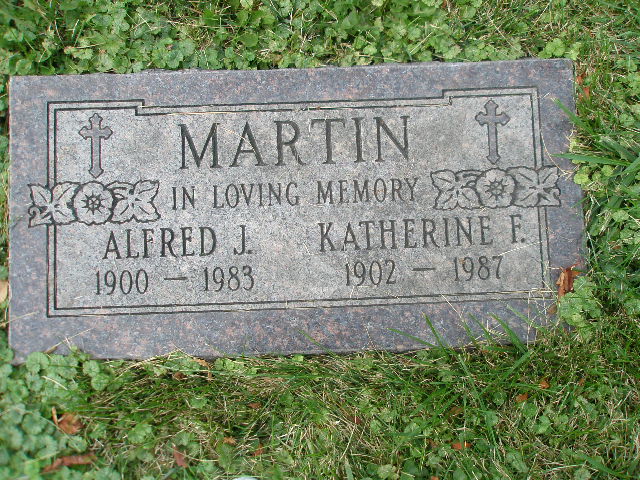 MARTIN
IN LOVING MEMORY
ALFRED J. KATHERINE F.
1900 — 1983 1902 — 1987